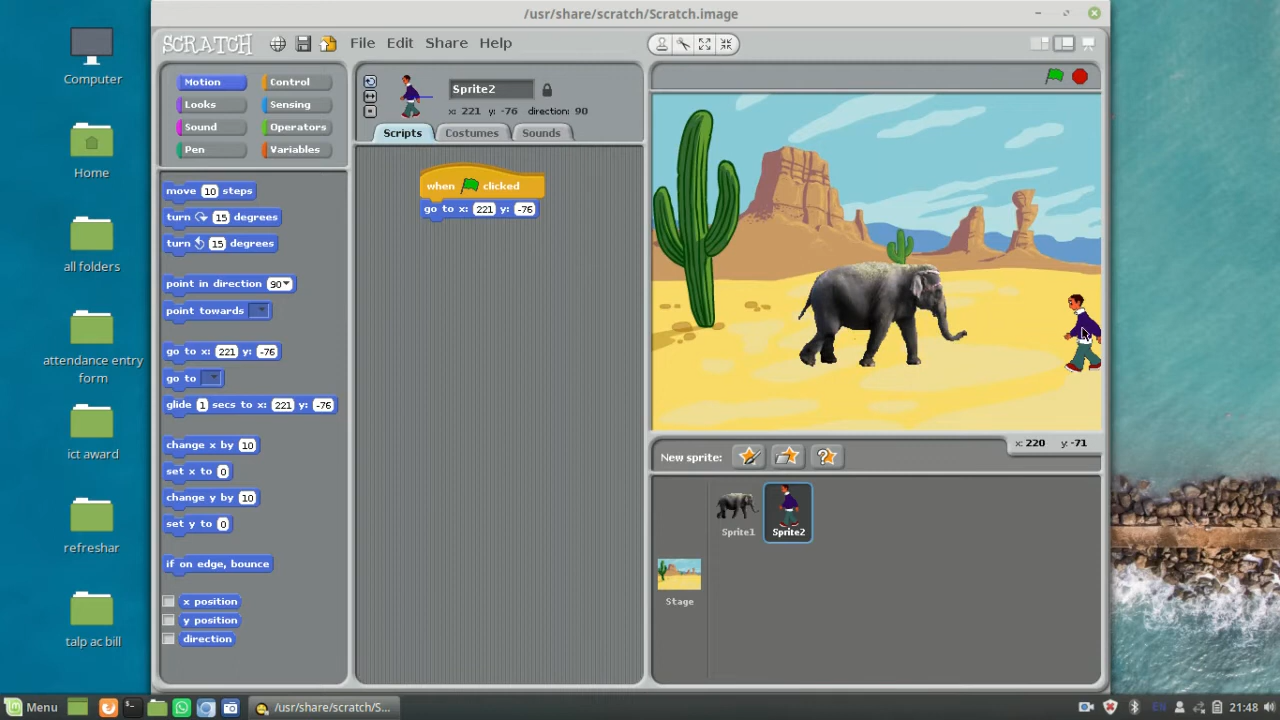 /usr/share/scratch/Scratch.image
SCRATCH File Edit Share Help
Computer
Home
all folders
attendance entry
form
ict award
refreshar
talp ac bill
Motion Control
Looks Sensing
Sound Operators
Pen Variables
move 10 steps
turn 15 degrees
turn 15 degrees
point in direction 90
point towards
go to x: 221 y: -76
go to
glide 1 secs to x: 221 y: -76
change x by 10
set x to 0
change y by 10
set y to 0
if on edge, bounce
x position
y position
direction
Sprite2
x: 221 y: -76 direction: 90
Scripts Costumes Sounds
when clicked
go to x: 221 y: -76
x: 220 y: -71
New sprite:
Sprite1 Sprite2
Stage
Menu /usr/share/scratch/S... EN 21:48